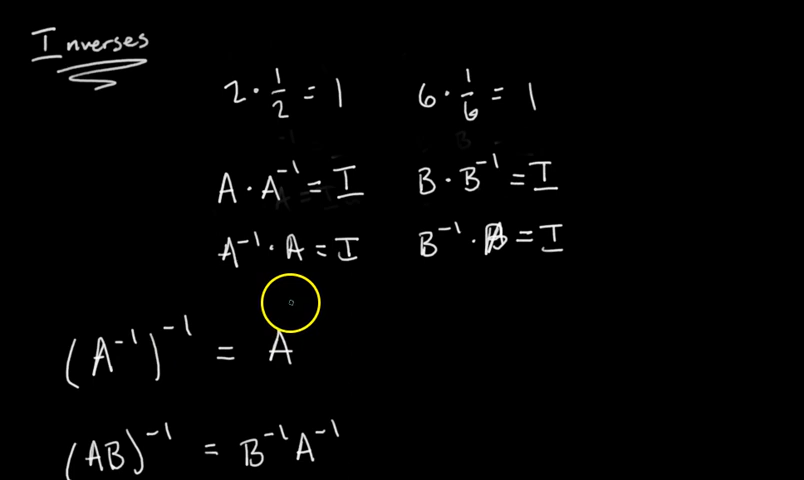 Inverses
2 · 1/2 = 1 6 · 1/6 = 1
A · A⁻¹ = I B · B⁻¹ = I
A⁻¹ · A = I B⁻¹ · B = I
(A⁻¹)⁻¹ = A
(AB)⁻¹ = B⁻¹A⁻¹